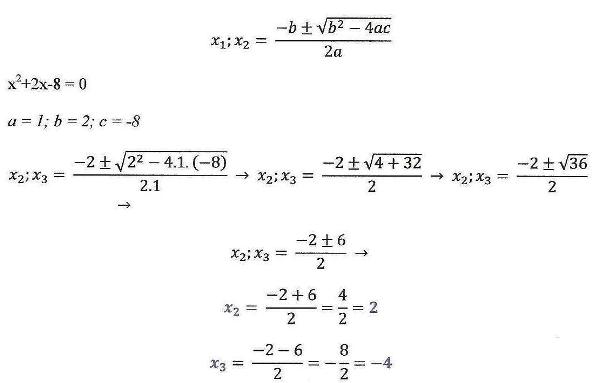 x₁; x₂ = (−b ± √(b² − 4ac)) / 2a
x²+2x-8 = 0
a = 1; b = 2; c = -8
x₂; x₃ = (−2 ± √(2² − 4.1.(−8))) / 2.1 → x₂; x₃ = (−2 ± √(4 + 32)) / 2 → x₂; x₃ = (−2 ± √36) / 2
→
x₂; x₃ = (−2 ± 6) / 2 →
x₂ = (−2 + 6) / 2 = 4 / 2 = 2
x₃ = (−2 − 6) / 2 = − 8 / 2 = −4